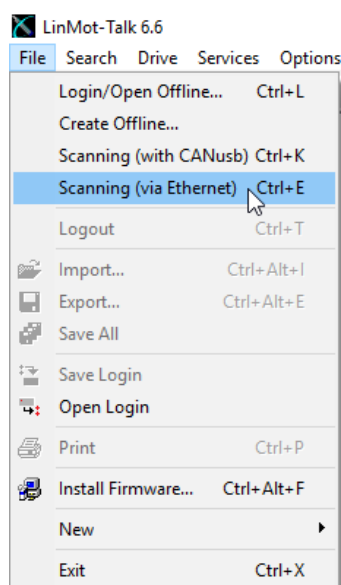 LinMot-Talk 6.6
File Search Drive Services Options
Login/Open Offline... Ctrl+L
Create Offline...
Scanning (with CANusb) Ctrl+K
Scanning (via Ethernet) Ctrl+E
Logout Ctrl+T
Import... Ctrl+Alt+I
Export... Ctrl+Alt+E
Save All
Save Login
Open Login
Print Ctrl+P
Install Firmware... Ctrl+Alt+F
New
Exit Ctrl+X